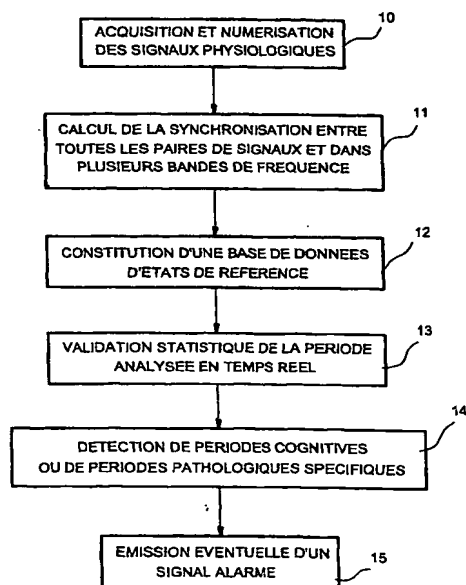 ACQUISITION ET NUMERISATION
DES SIGNAUX PHYSIOLOGIQUES
10
CALCUL DE LA SYNCHRONISATION ENTRE
TOUTES LES PAIRES DE SIGNAUX ET DANS
PLUSIEURS BANDES DE FREQUENCE
11
CONSTITUTION D'UNE BASE DE DONNEES
D'ETATS DE REFERENCE
12
VALIDATION STATISTIQUE DE LA PERIODE
ANALYSEE EN TEMPS REEL
13
DETECTION DE PERIODES COGNITIVES
OU DE PERIODES PATHOLOGIQUES SPECIFIQUES
14
EMISSION EVENTUELLE D'UN
SIGNAL ALARME
15